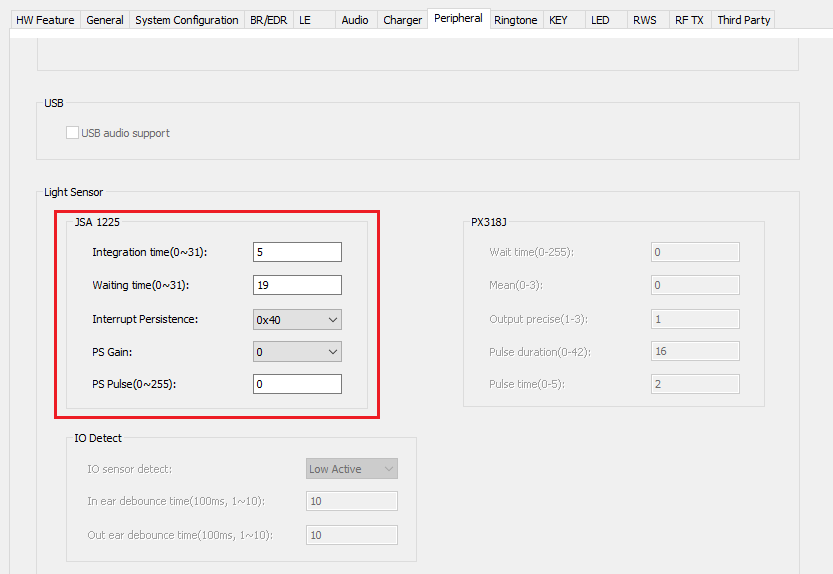 HW Feature General System Configuration BR/EDR LE Audio Charger Peripheral Ringtone KEY LED RWS RF TX Third Party
USB
USB audio support
Light Sensor
JSA 1225
Integration time(0~31): 5
Waiting time(0~31): 19
Interrupt Persistence: 0x40
PS Gain: 0
PS Pulse(0~255): 0
PX318J
Wait time(0-255): 0
Mean(0-3): 0
Output precise(1-3): 1
Pulse duration(0-42): 16
Pulse time(0-5): 2
IO Detect
IO sensor detect: Low Active
In ear debounce time(100ms, 1~10): 10
Out ear debounce time(100ms, 1~10): 10